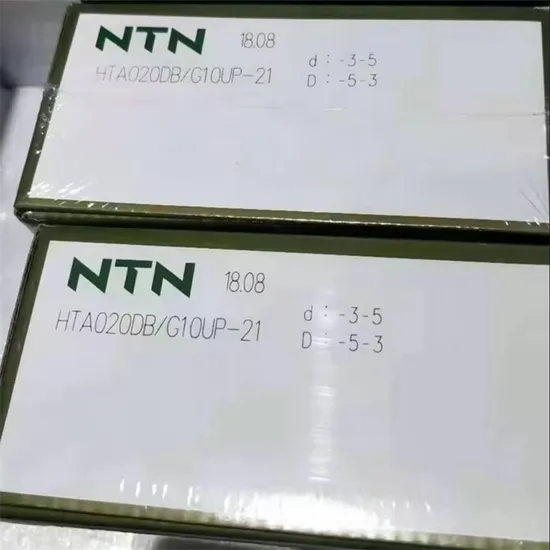 NTN 18.08
HTA020DB/G10UP-21
d : -3-5
D : -5-3
NTN 18.08
HTA020DB/G10UP-21
d : -3-5
D : -5-3